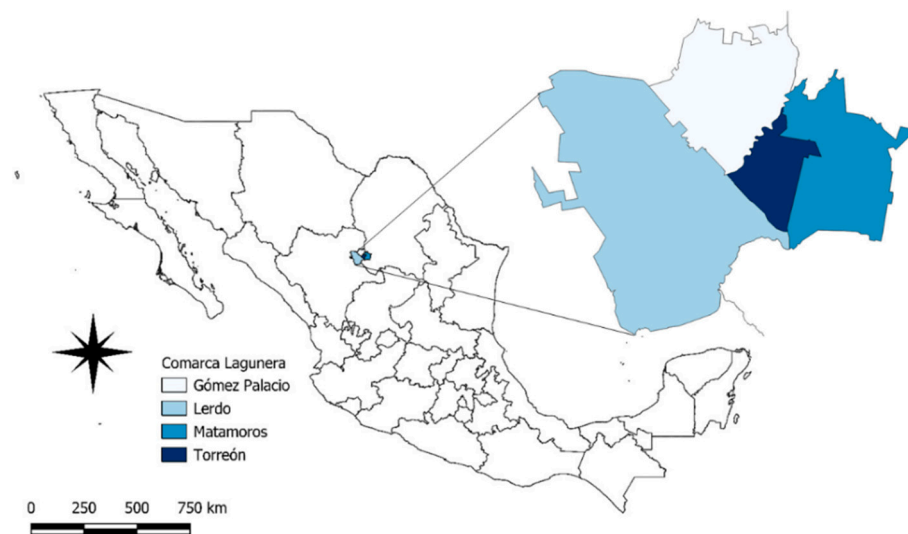 Comarca Lagunera
Gómez Palacio
Lerdo
Matamoros
Torreón
0 250 500 750 km